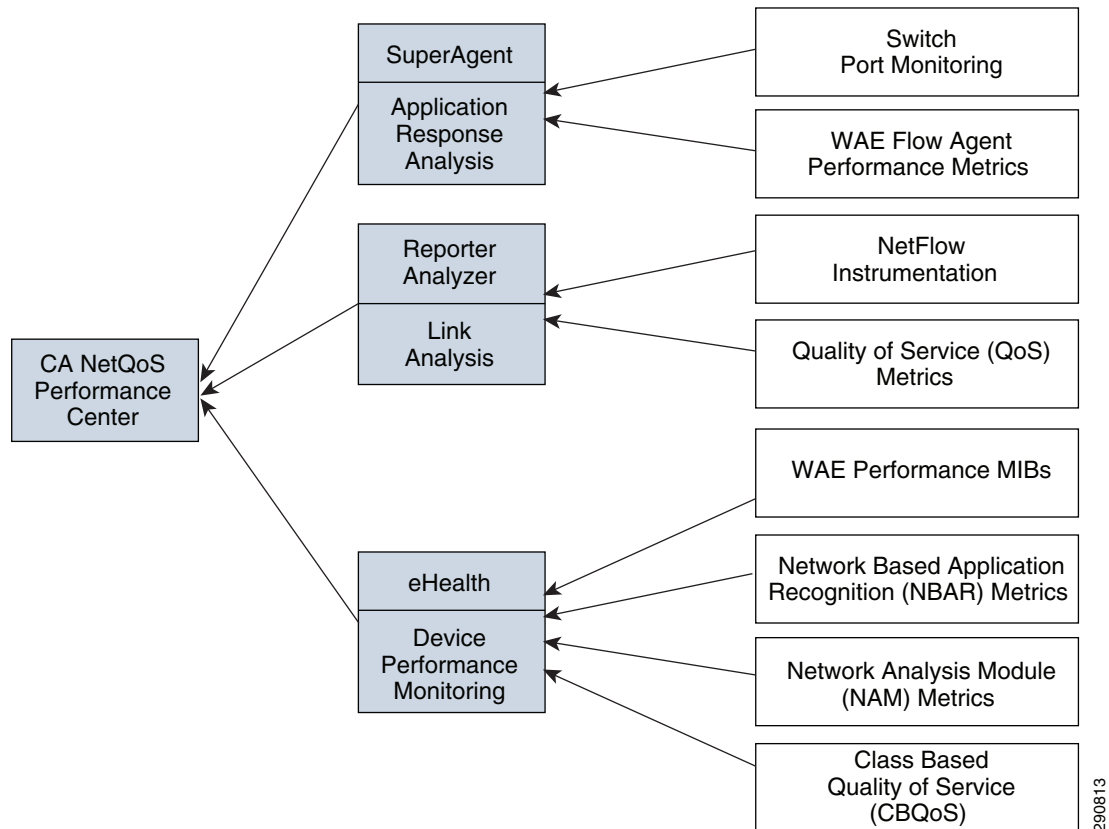 SuperAgent
Application
Response
Analysis
Reporter
Analyzer
Link
Analysis
CA NetQoS
Performance
Center
eHealth
Device
Performance
Monitoring
Switch
Port Monitoring
WAE Flow Agent
Performance Metrics
NetFlow
Instrumentation
Quality of Service (QoS)
Metrics
WAE Performance MIBs
Network Based Application
Recognition (NBAR) Metrics
Network Analysis Module
(NAM) Metrics
Class Based
Quality of Service
(CBQoS)
290813